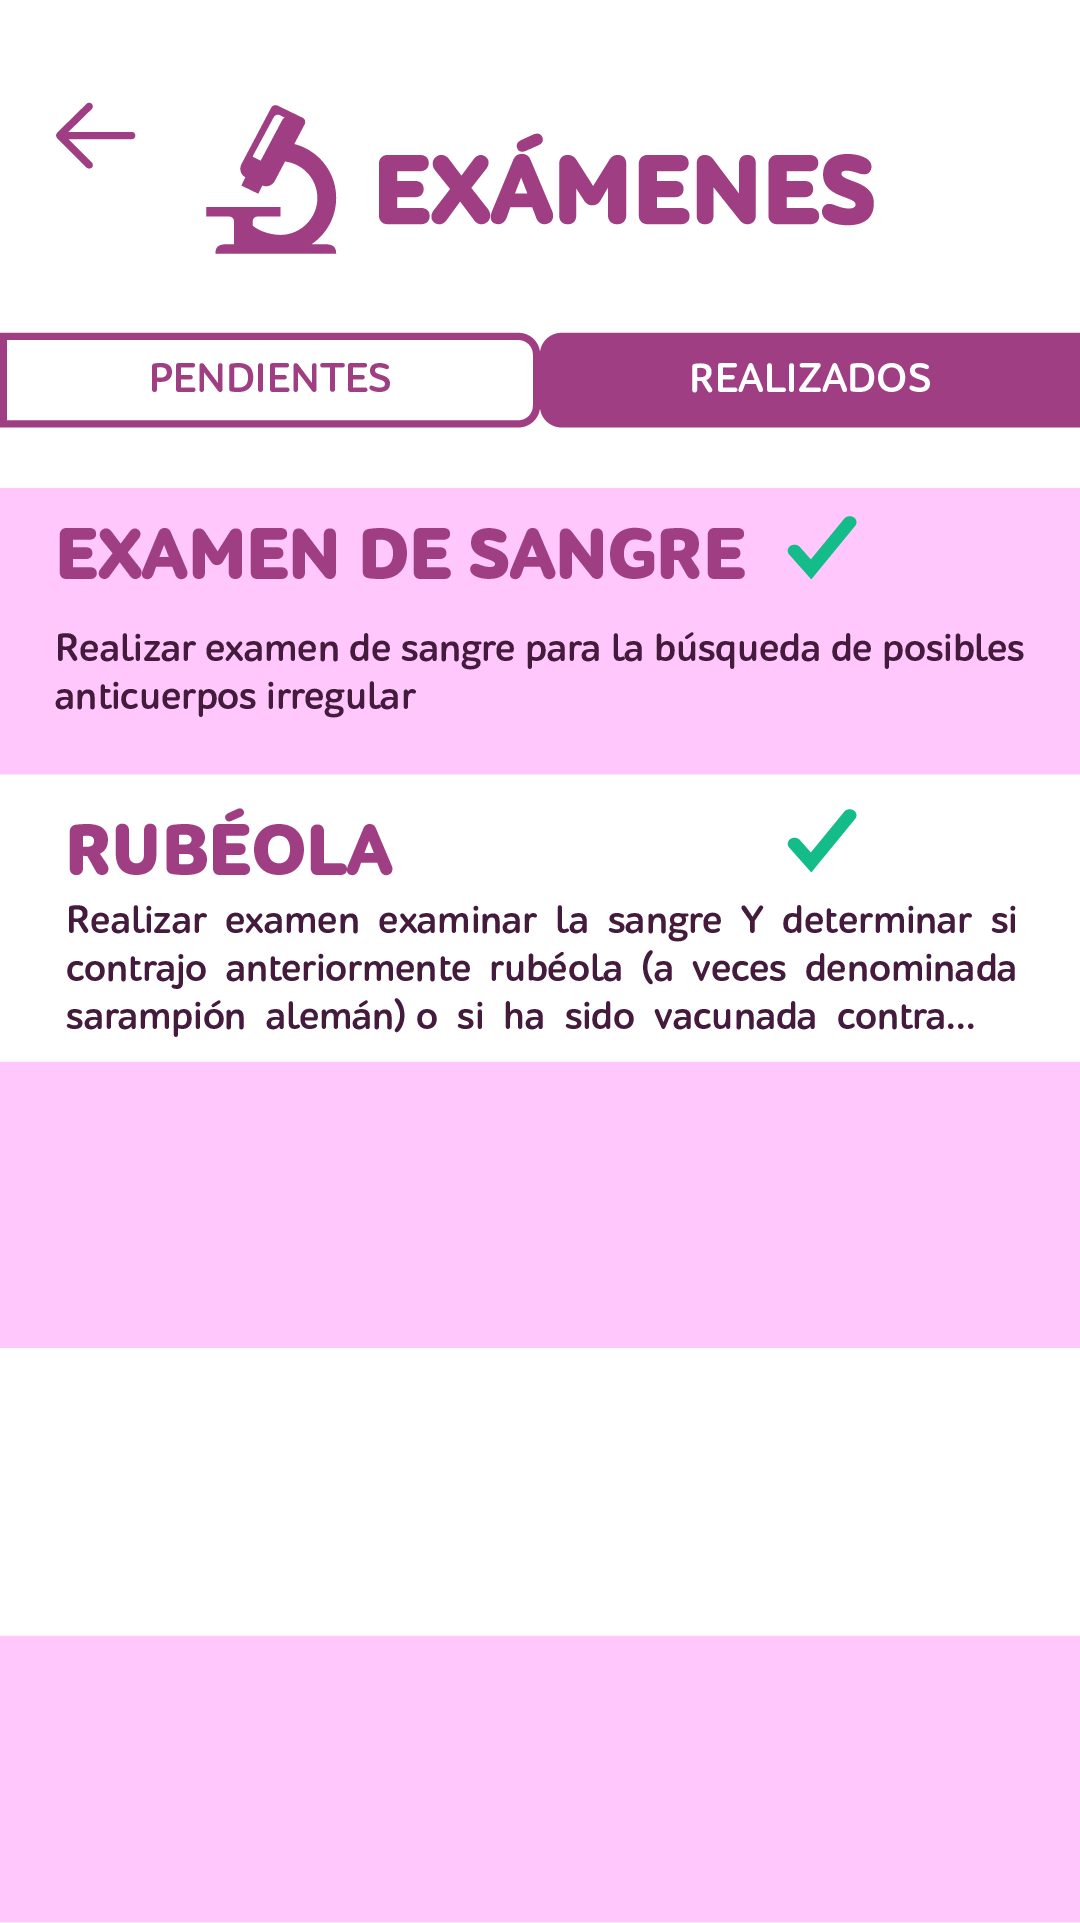 EXÁMENES
PENDIENTES
REALIZADOS
EXAMEN DE SANGRE
Realizar examen de sangre para la búsqueda de posibles
anticuerpos irregular
RUBÉOLA
Realizar examen examinar la sangre Y determinar si
contrajo anteriormente rubéola (a veces denominada
sarampión alemán) o si ha sido vacunada contra...